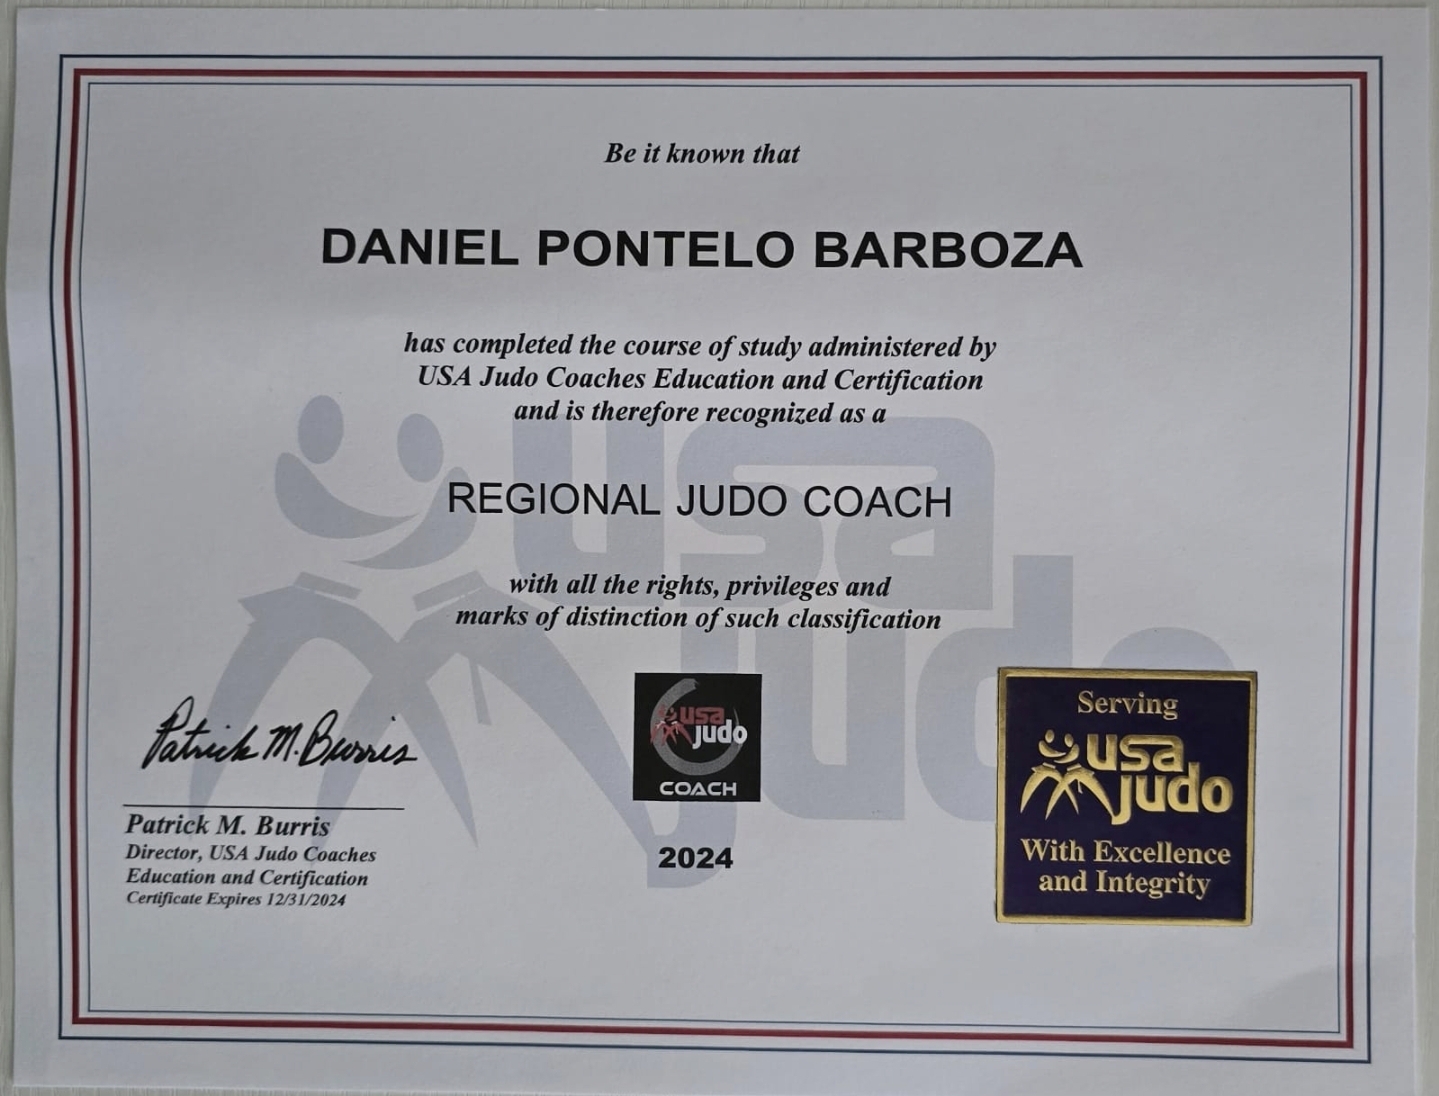 Be it known that
DANIEL PONTELO BARBOZA
has completed the course of study administered by
USA Judo Coaches Education and Certification
and is therefore recognized as a
usa
REGIONAL JUDO COACH
judo
with all the rights, privileges and
marks of distinction of such classification
Patrick M. Burris
Patrick M. Burris
Director, USA Judo Coaches
Education and Certification
Certificate Expires 12/31/2024
usa
judo
COACH
2024
Serving
usa
judo
With Excellence
and Integrity